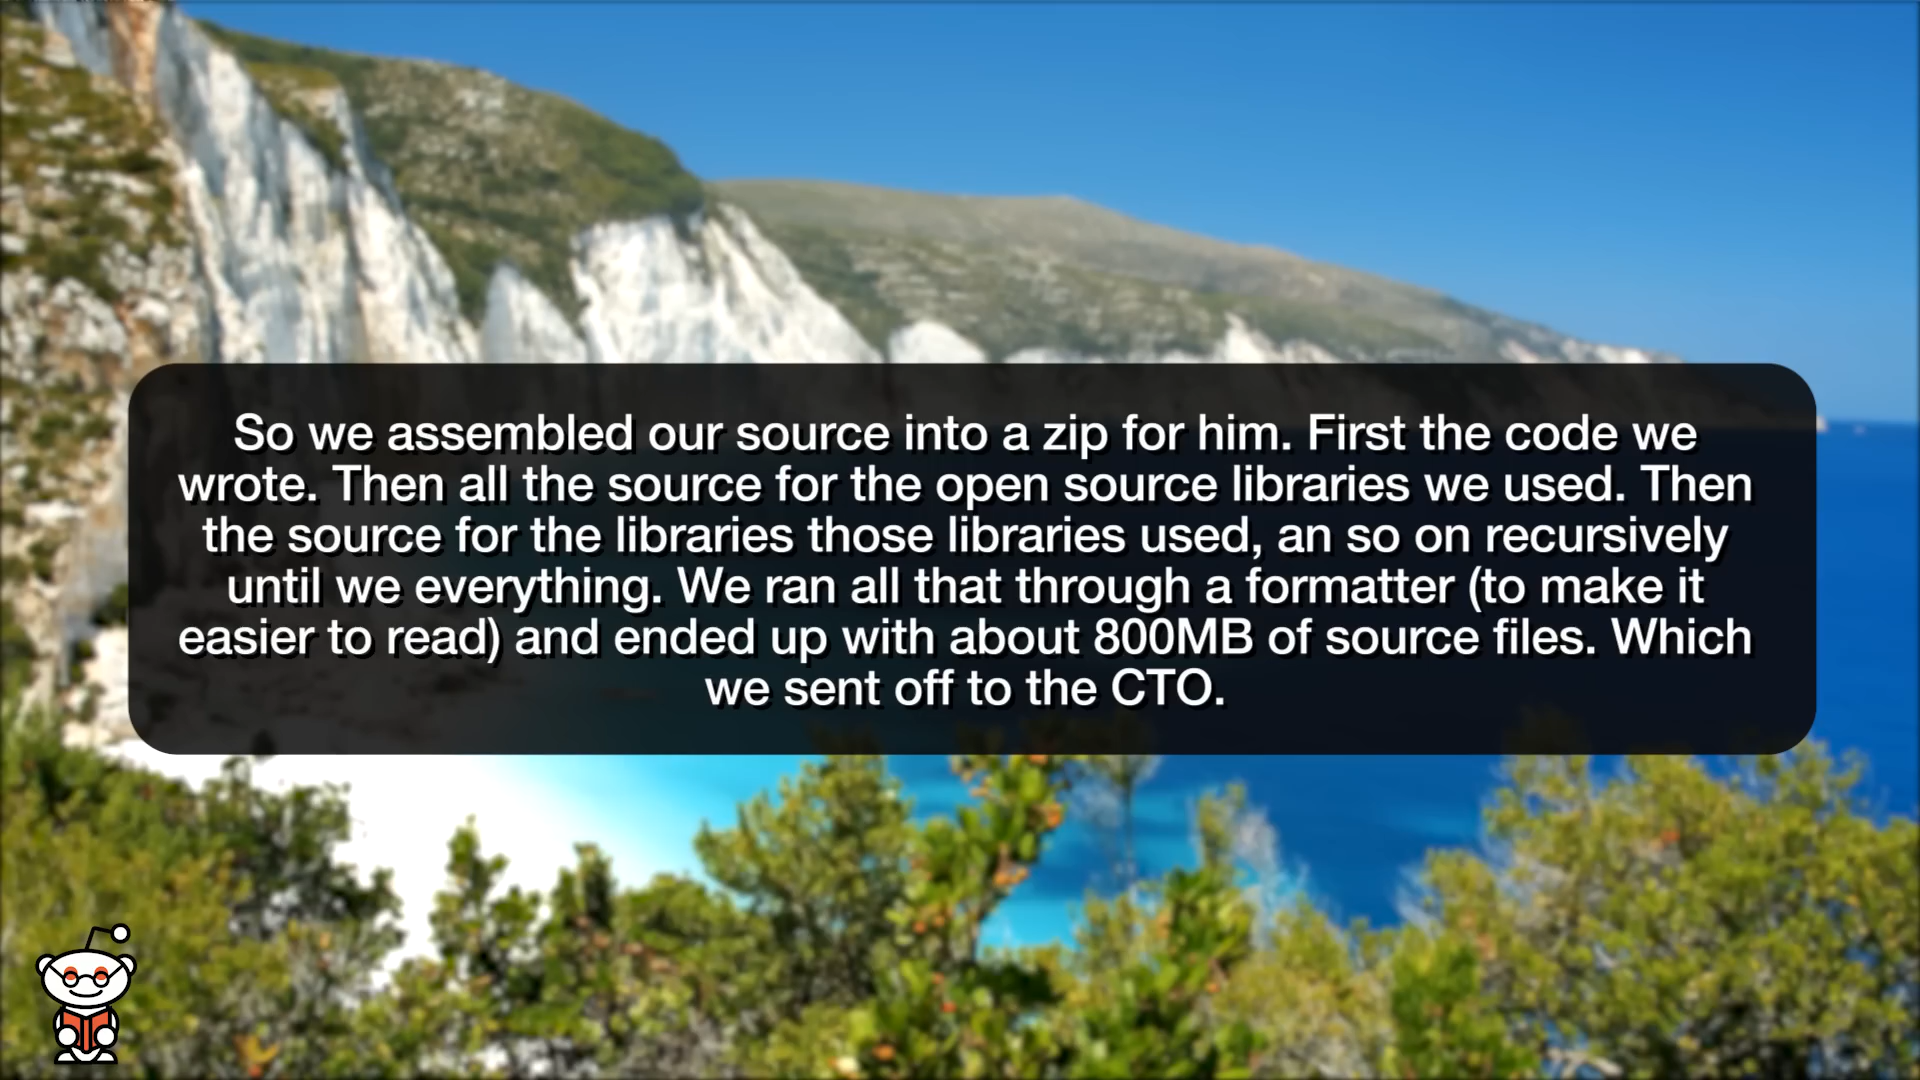 So we assembled our source into a zip for him. First the code we
wrote. Then all the source for the open source libraries we used. Then
the source for the libraries those libraries used, an so on recursively
until we everything. We ran all that through a formatter (to make it
easier to read) and ended up with about 800MB of source files. Which
we sent off to the CTO.